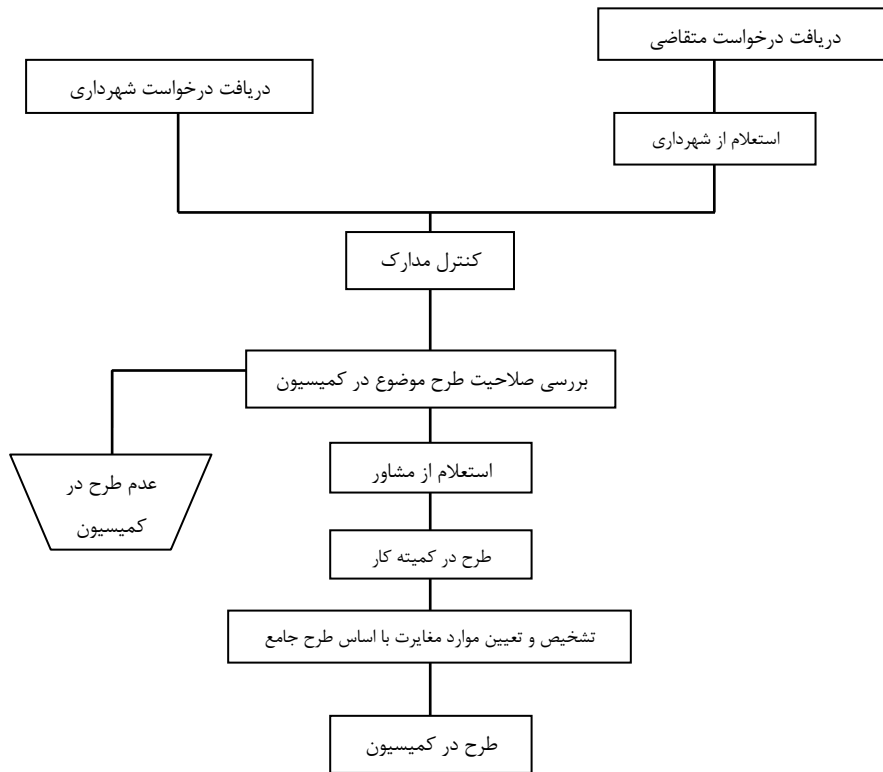 دریافت درخواست متقاضی
دریافت درخواست شهرداری
استعلام از شهرداری
کنترل مدارک
بررسی صلاحیت طرح موضوع در کمیسیون
استعلام از مشاور
عدم طرح در
کمیسیون
طرح در کمیته کار
تشخیص و تعیین موارد مغایرت با اساس طرح جامع
طرح در کمیسیون